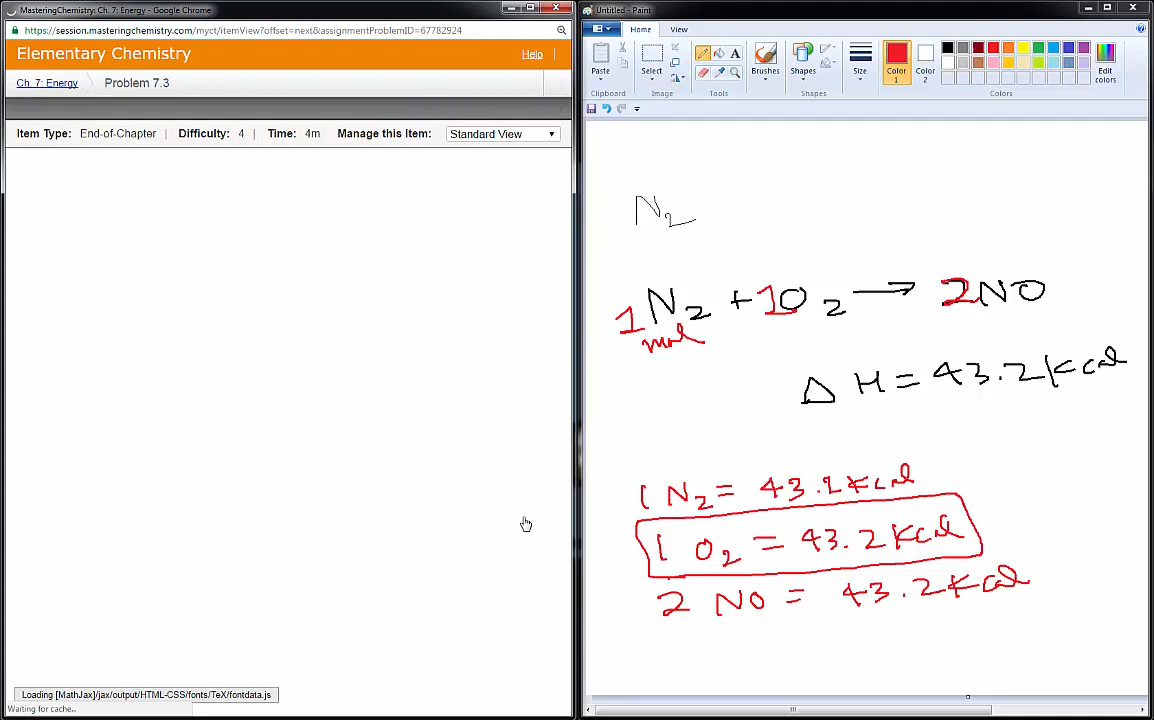 MasteringChemistry: Ch. 7: Energy - Google Chrome
https://session.masteringchemistry.com/myct/itemView?offset=next&assignmentProblemID=67782924
Elementary Chemistry
Help
Ch. 7: Energy
Problem 7.3
Item Type: End-of-Chapter | Difficulty: 4 | Time: 4m Manage this Item: Standard View
Loading [MathJax]/jax/output/HTML-CSS/fonts/TeX/fontdata.js
Waiting for cache...
Untitled - Paint
Home View
Paste Select Brushes Shapes Size Color 1 Color 2 Edit colors
Clipboard Image Tools Shapes Colors
N2
1N2 + 1O2 → 2NO
mol
Δ H = 43.2 Kcal
1 N2 = 43.2 Kcal
1 O2 = 43.2 Kcal
2 NO = 43.2 Kcal